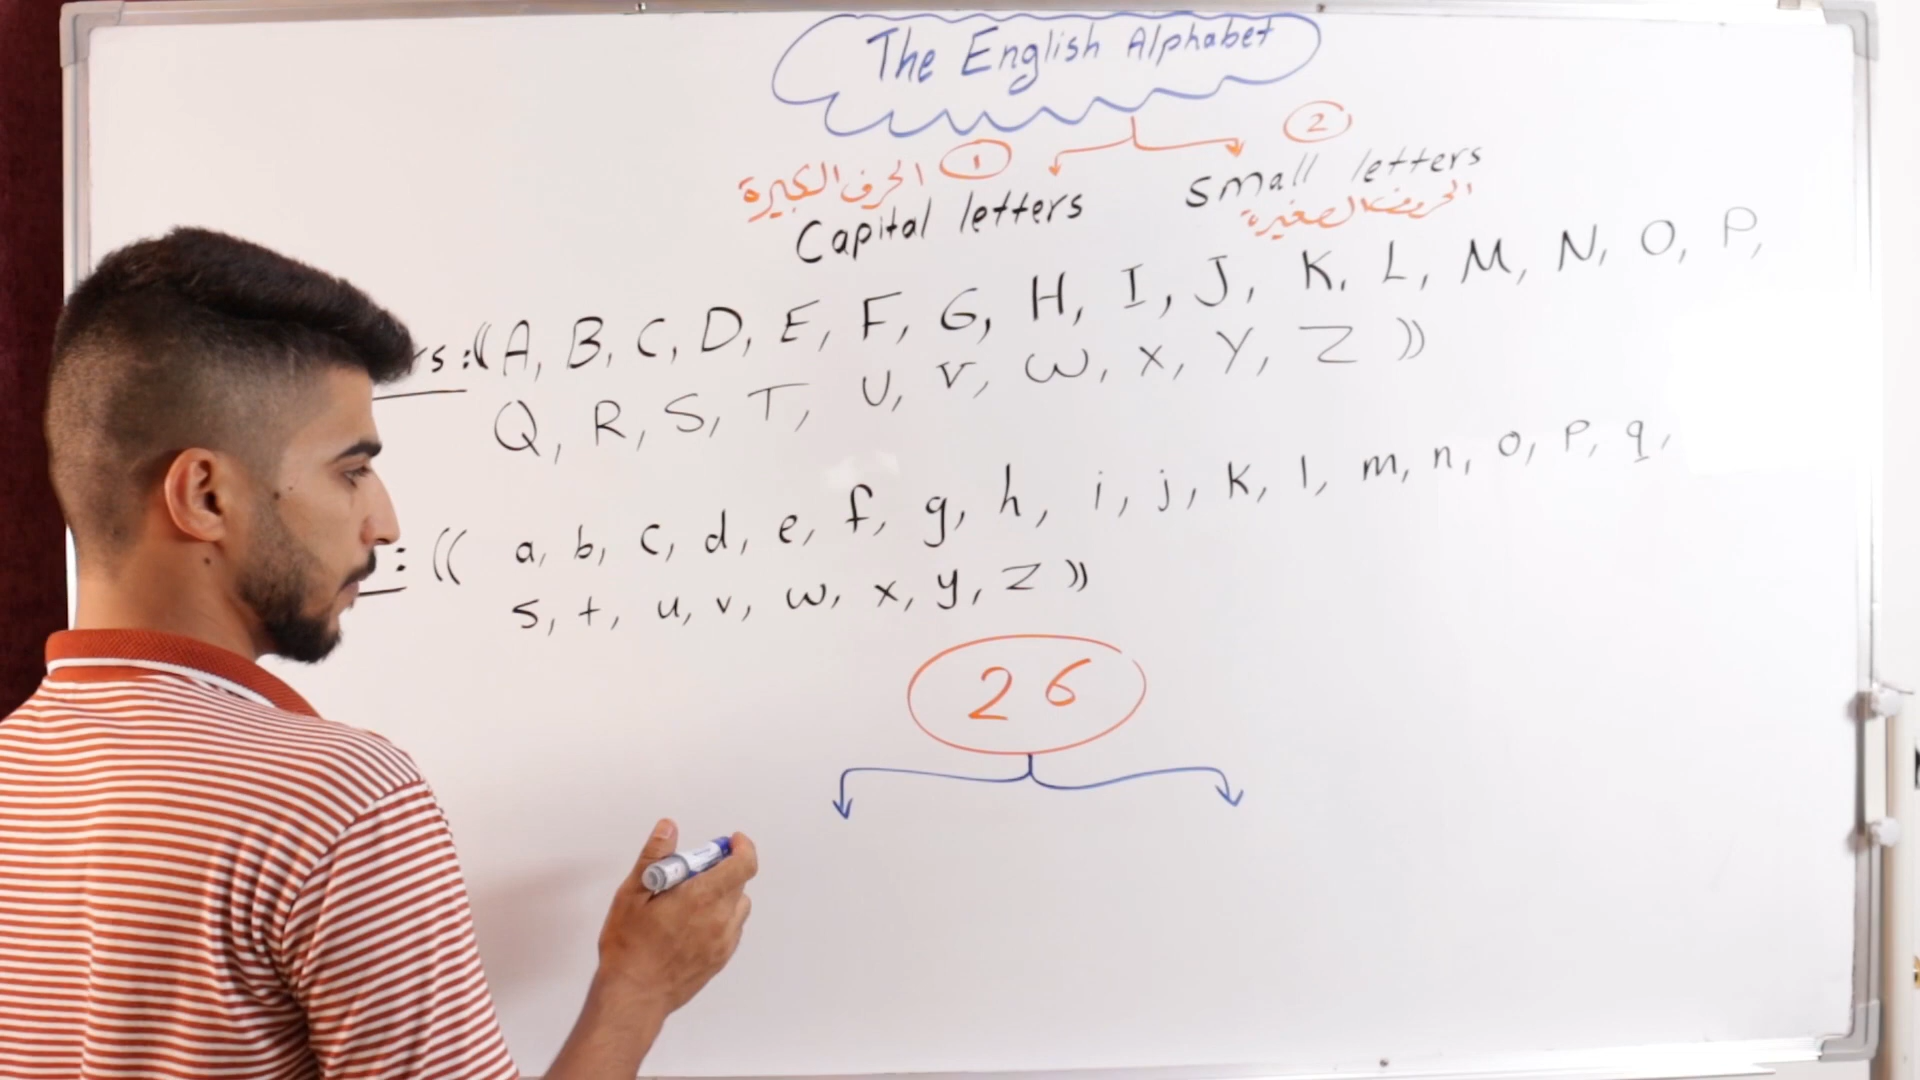 The English Alphabet
① ②
الحرف الكبيرة
Capital letters
small letters
الحروف الصغيرة
s :(( A, B, C, D, E, F, G, H, I, J, K, L, M, N, O, P,
Q, R, S, T, U, V, W, X, Y, Z ))
: (( a, b, c, d, e, f, g, h, i, j, k, l, m, n, o, p, q,
s, t, u, v, w, x, y, z ))
26